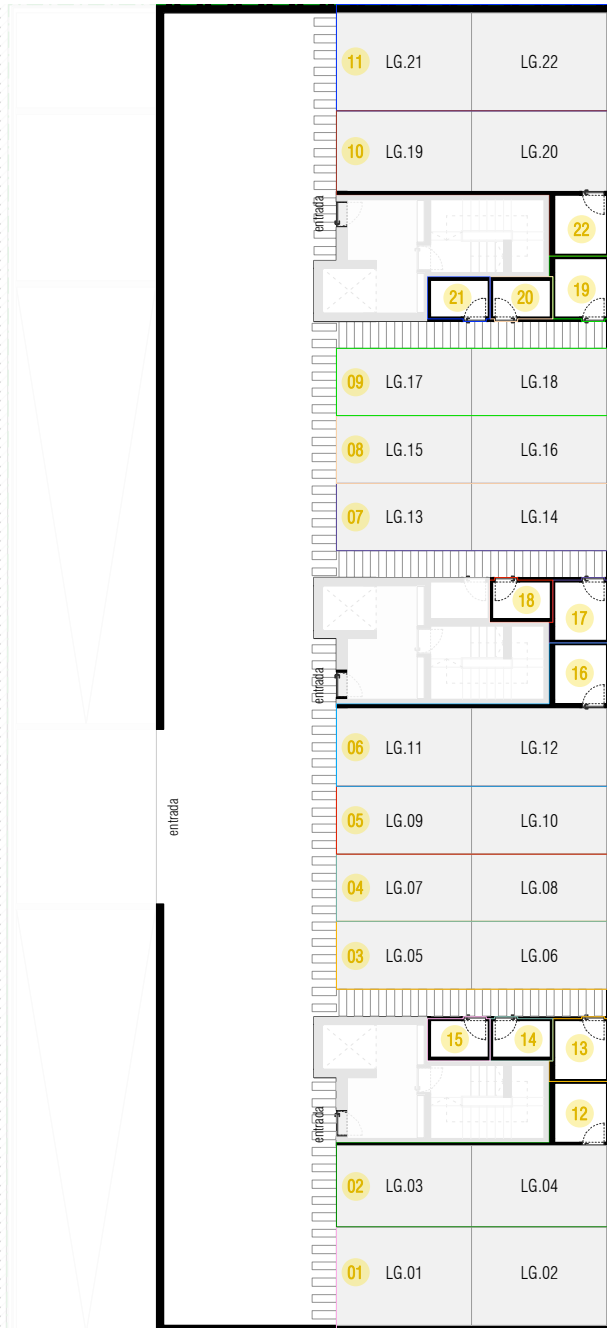 11 LG.21 LG.22
10 LG.19 LG.20
entrada
22
21 20 19
09 LG.17 LG.18
08 LG.15 LG.16
07 LG.13 LG.14
18
17
entrada
16
06 LG.11 LG.12
entrada
05 LG.09 LG.10
04 LG.07 LG.08
03 LG.05 LG.06
15 14 13
12
entrada
02 LG.03 LG.04
01 LG.01 LG.02